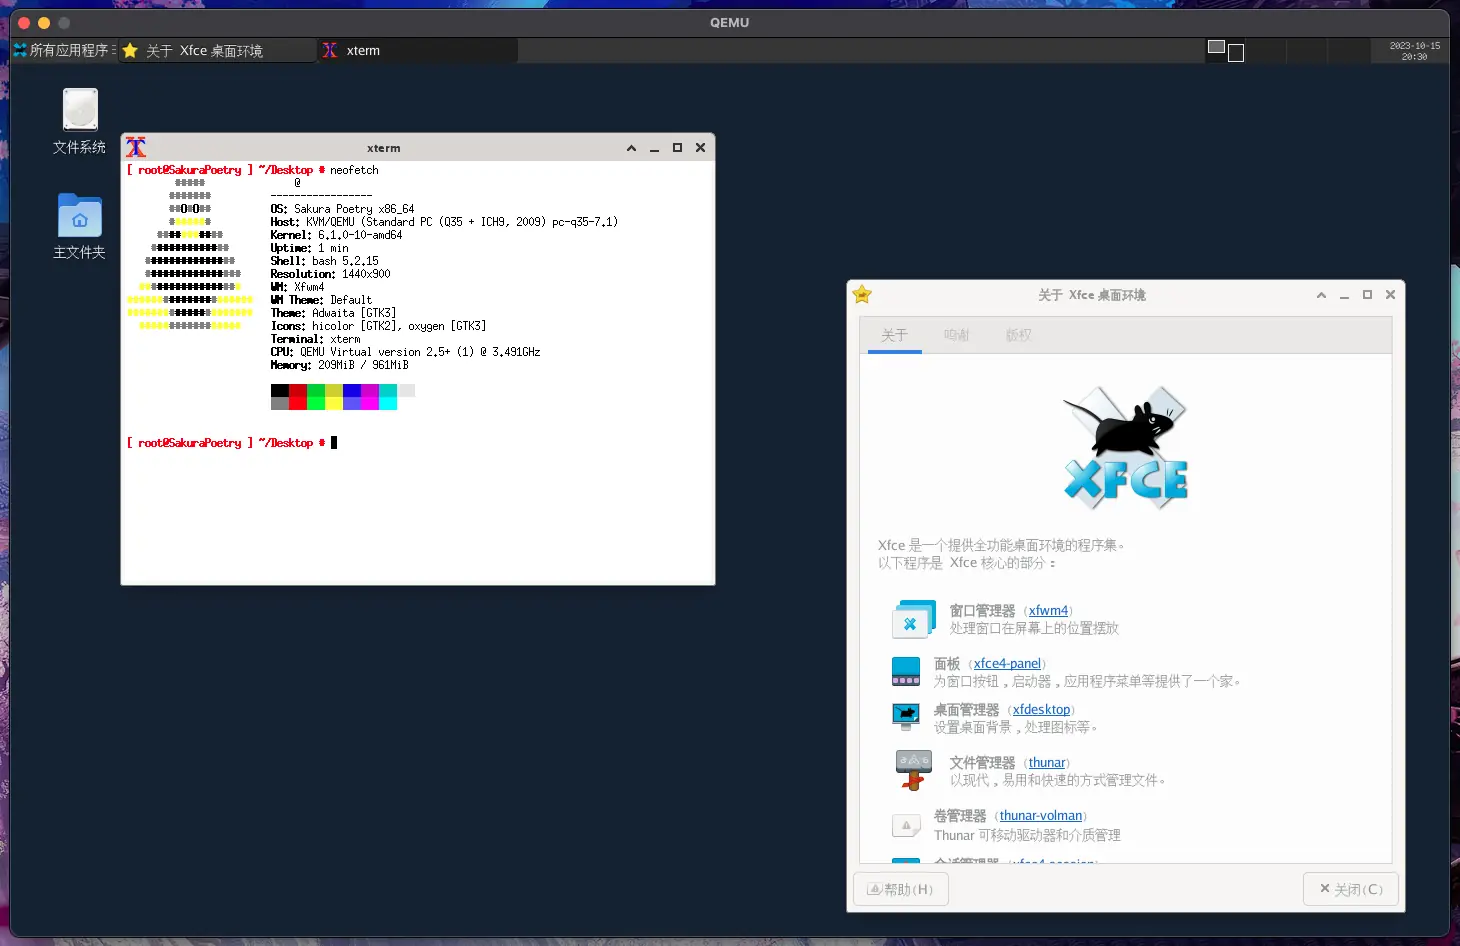 QEMU
所有应用程序
关于 Xfce 桌面环境
xterm
2023-10-15
20:30
文件系统
主文件夹
xterm
[ root@SakuraPoetry ] ~/Desktop # neofetch
@
-----------------
OS: Sakura Poetry x86_64
Host: KVM/QEMU (Standard PC (Q35 + ICH9, 2009) pc-q35-7.1)
Kernel: 6.1.0-10-amd64
Uptime: 1 min
Shell: bash 5.2.15
Resolution: 1440x900
WM: Xfwm4
WM Theme: Default
Theme: Adwaita [GTK3]
Icons: hicolor [GTK2], oxygen [GTK3]
Terminal: xterm
CPU: QEMU Virtual version 2.5+ (1) @ 3.491GHz
Memory: 209MiB / 961MiB
[ root@SakuraPoetry ] ~/Desktop #
关于 Xfce 桌面环境
关于 鸣谢 版权
XFCE
Xfce 是一个提供全功能桌面环境的程序集。
以下程序是 Xfce 核心的部分：
窗口管理器（xfwm4）
处理窗口在屏幕上的位置摆放
面板（xfce4-panel）
为窗口按钮，启动器，应用程序菜单等提供了一个家。
桌面管理器（xfdesktop）
设置桌面背景，处理图标等。
文件管理器（thunar）
以现代，易用和快速的方式管理文件。
卷管理器（thunar-volman）
Thunar 可移动驱动器和介质管理
会话管理器（xfce4-session）
帮助(H)
关闭(C)